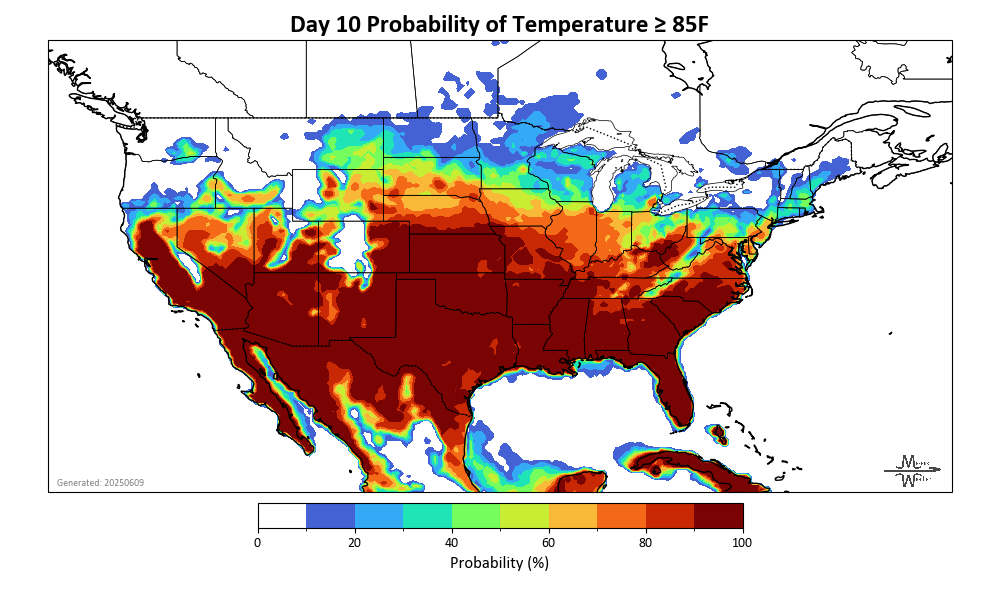 Day 10 Probability of Temperature ≥ 85F
Generated: 20250609
0 20 40 60 80 100
Probability (%)